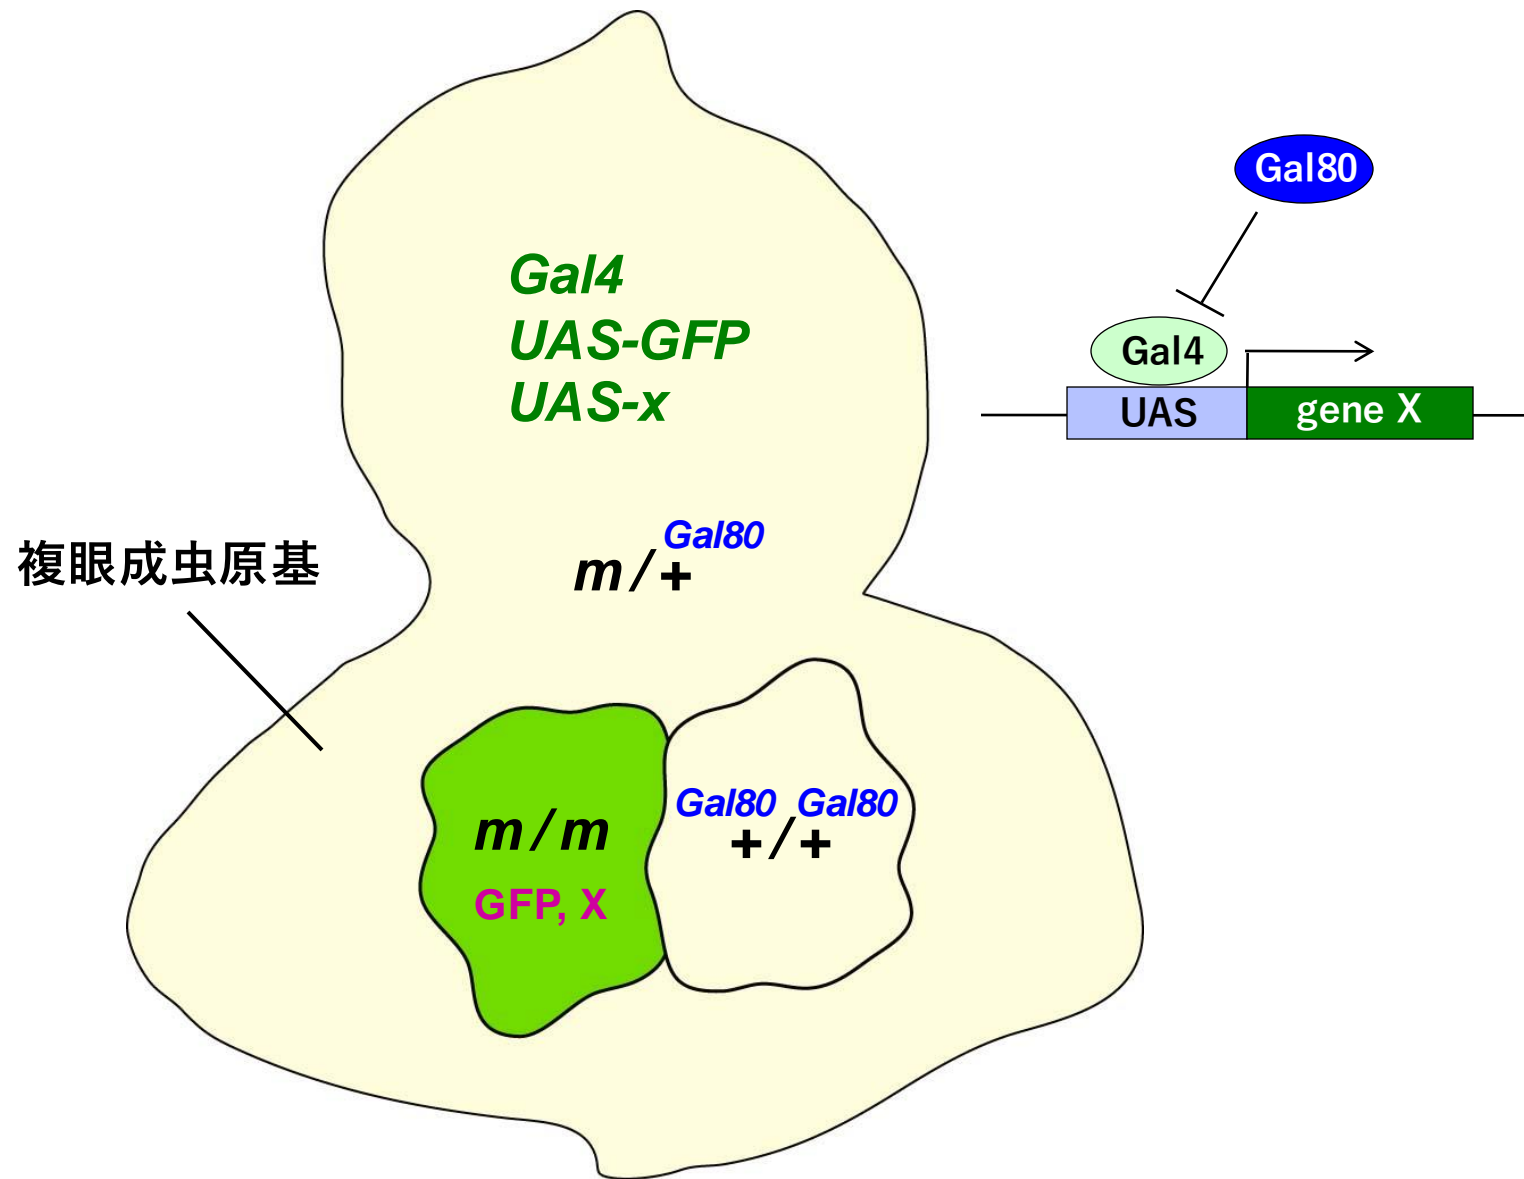 Gal80
Gal4
UAS gene X
Gal4
UAS-GFP
UAS-x
Gal80
m/+
複眼成虫原基
Gal80 Gal80
m/m +/+
GFP, X